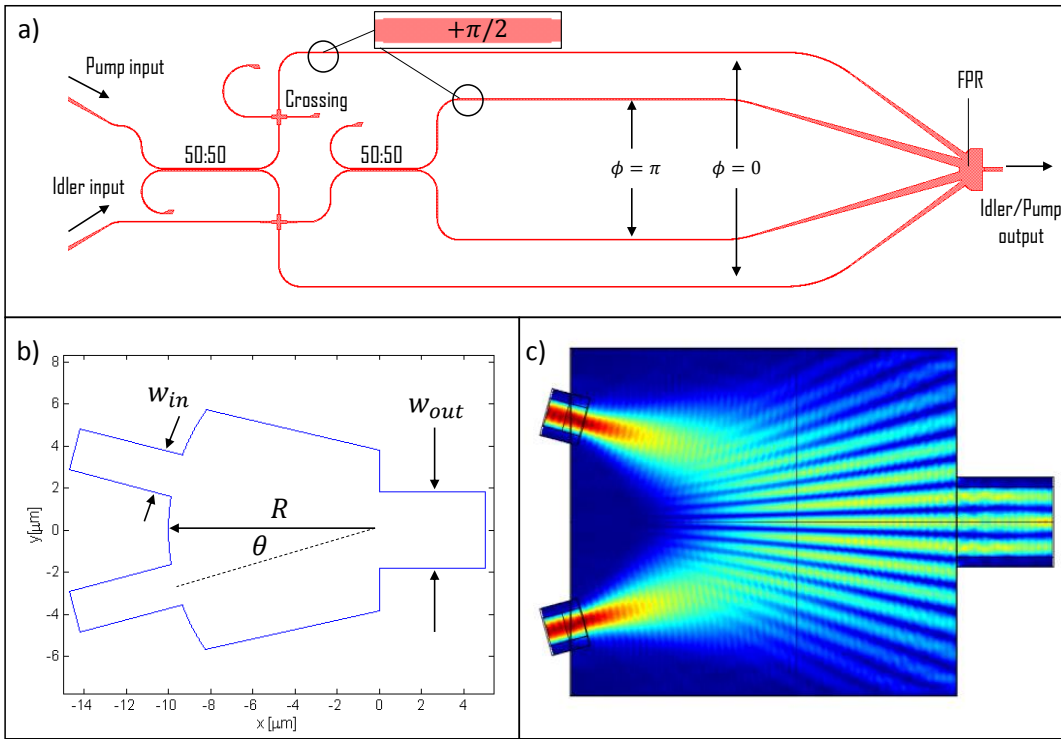 a)
+π/2
Pump input
Crossing
FPR
50:50
50:50
ϕ = π
ϕ = 0
Idler input
Idler/Pump
output
b)
8
6
4
2
0
-2
-4
-6
y[μm]
w_in
w_out
R
θ
-14 -12 -10 -8 -6 -4 -2 0 2 4
x [μm]
c)